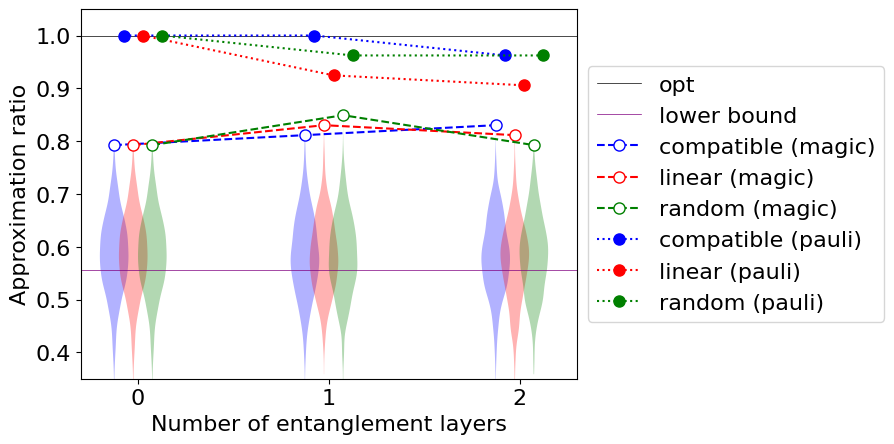 1.0
0.9
0.8
0.7
0.6
0.5
0.4
Approximation ratio
0 1 2
Number of entanglement layers
opt
lower bound
compatible (magic)
linear (magic)
random (magic)
compatible (pauli)
linear (pauli)
random (pauli)